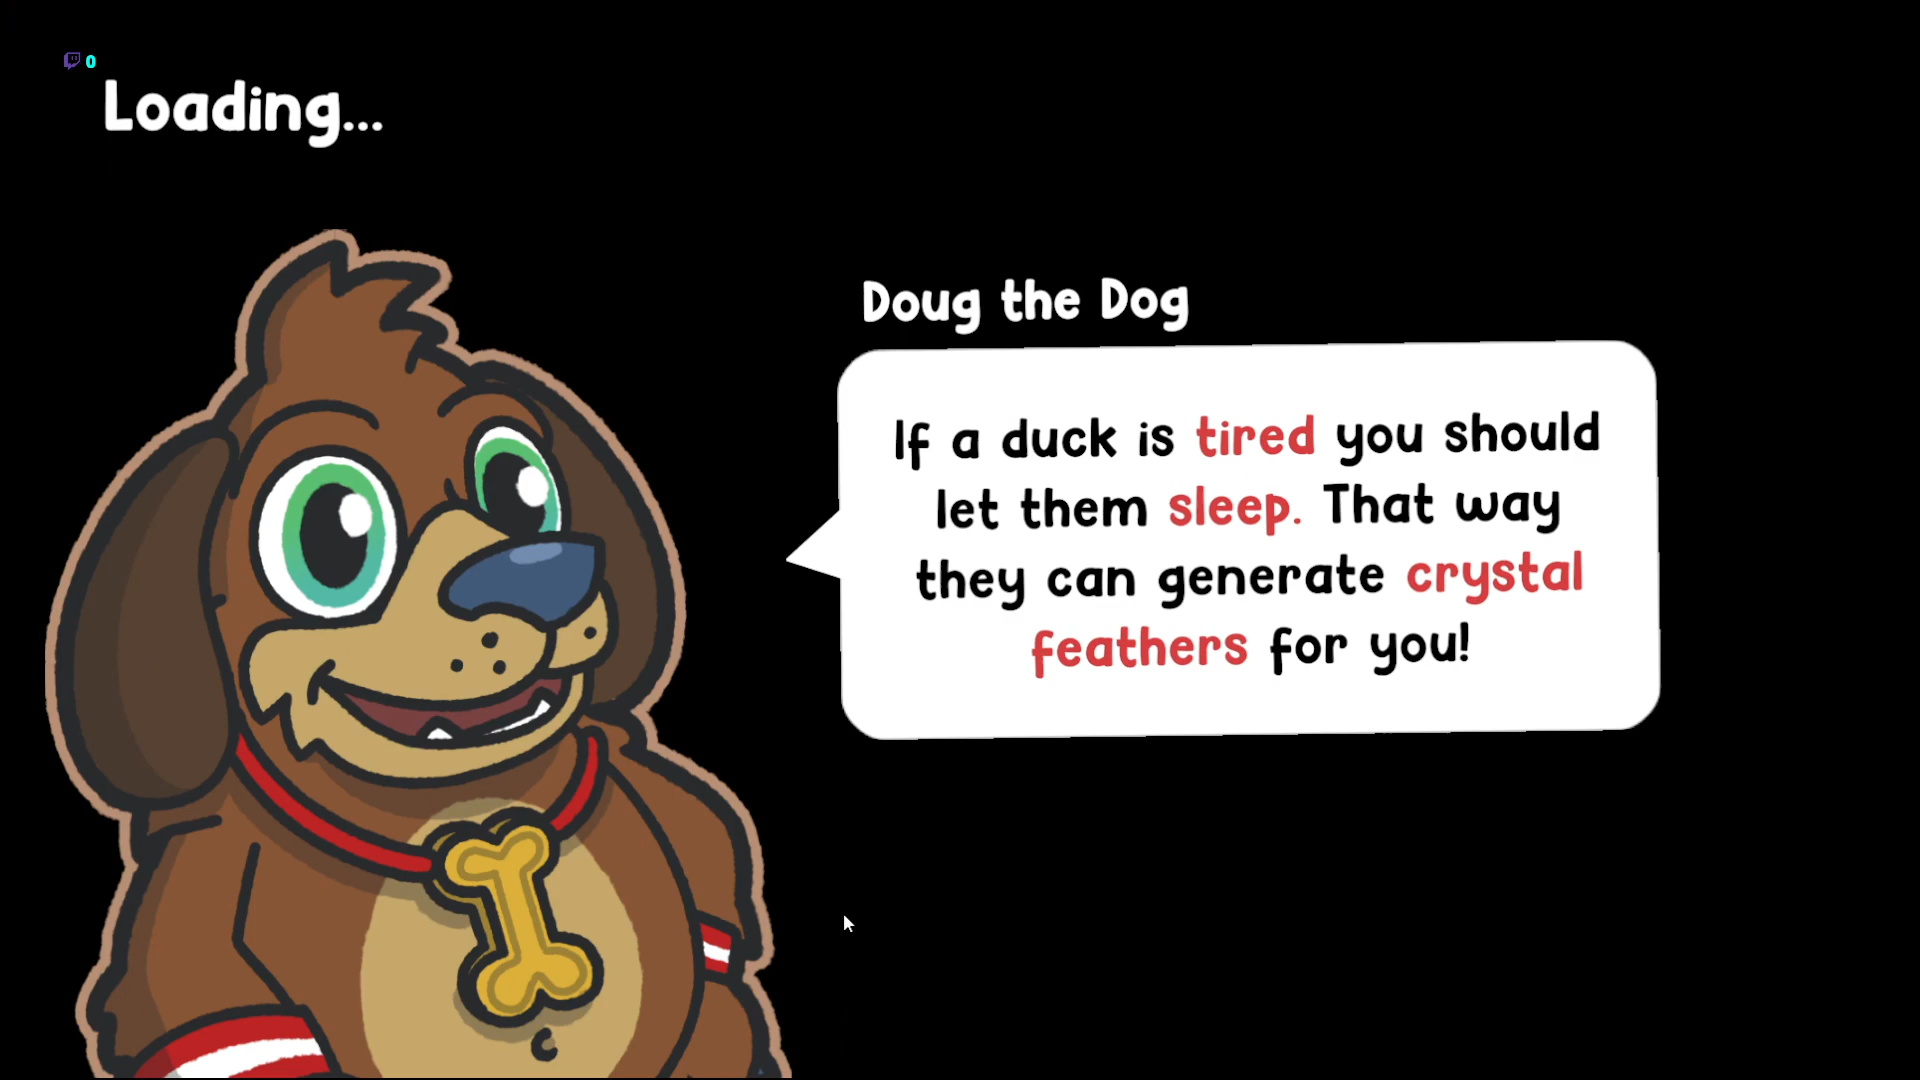 0
Loading...
Doug the Dog
If a duck is tired you should
let them sleep. That way
they can generate crystal
feathers for you!